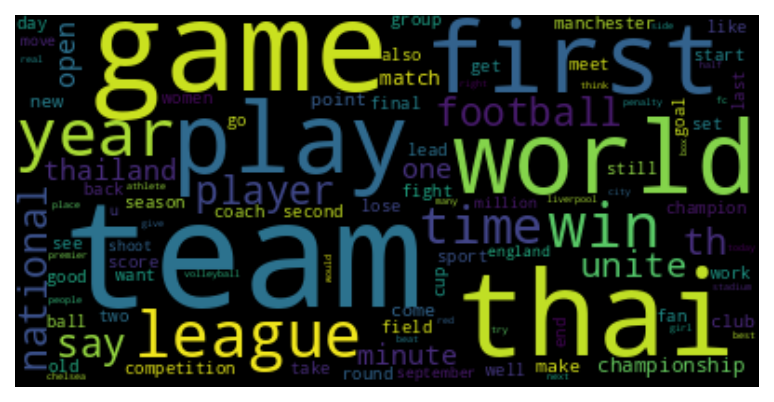 day
group
manchester
side
like
move
open
game
also
first
start
real
match
get
meet
half
think
last
new
women
point
final
penalty
fc
year
play
go
football
goal
set
right
box
thailand
player
lead
world
one
still
back
athlete
fight
many
million
liverpool
city
champion
place
u
season
coach
second
lose
time
win
th
national
give
team
see
shoot
score
sport
england
today
premier
good
want
volleyball
would
cup
unite
work
people
thai
stadium
ball
two
league
come
red
try
end
fan
girl
club
say
field
beat
best
old
competition
take
minute
well
make
championship
chelsea
round
september
next